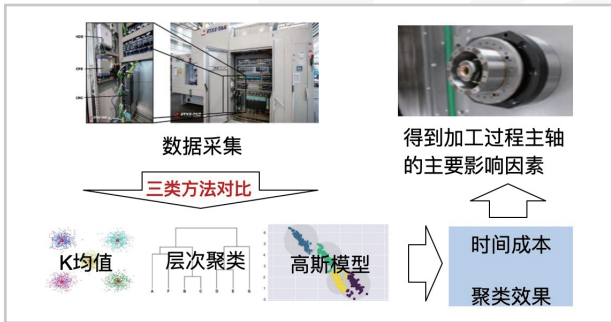 数据采集
得到加工过程主轴
的主要影响因素
三类方法对比
K均值
层次聚类
高斯模型
时间成本
聚类效果